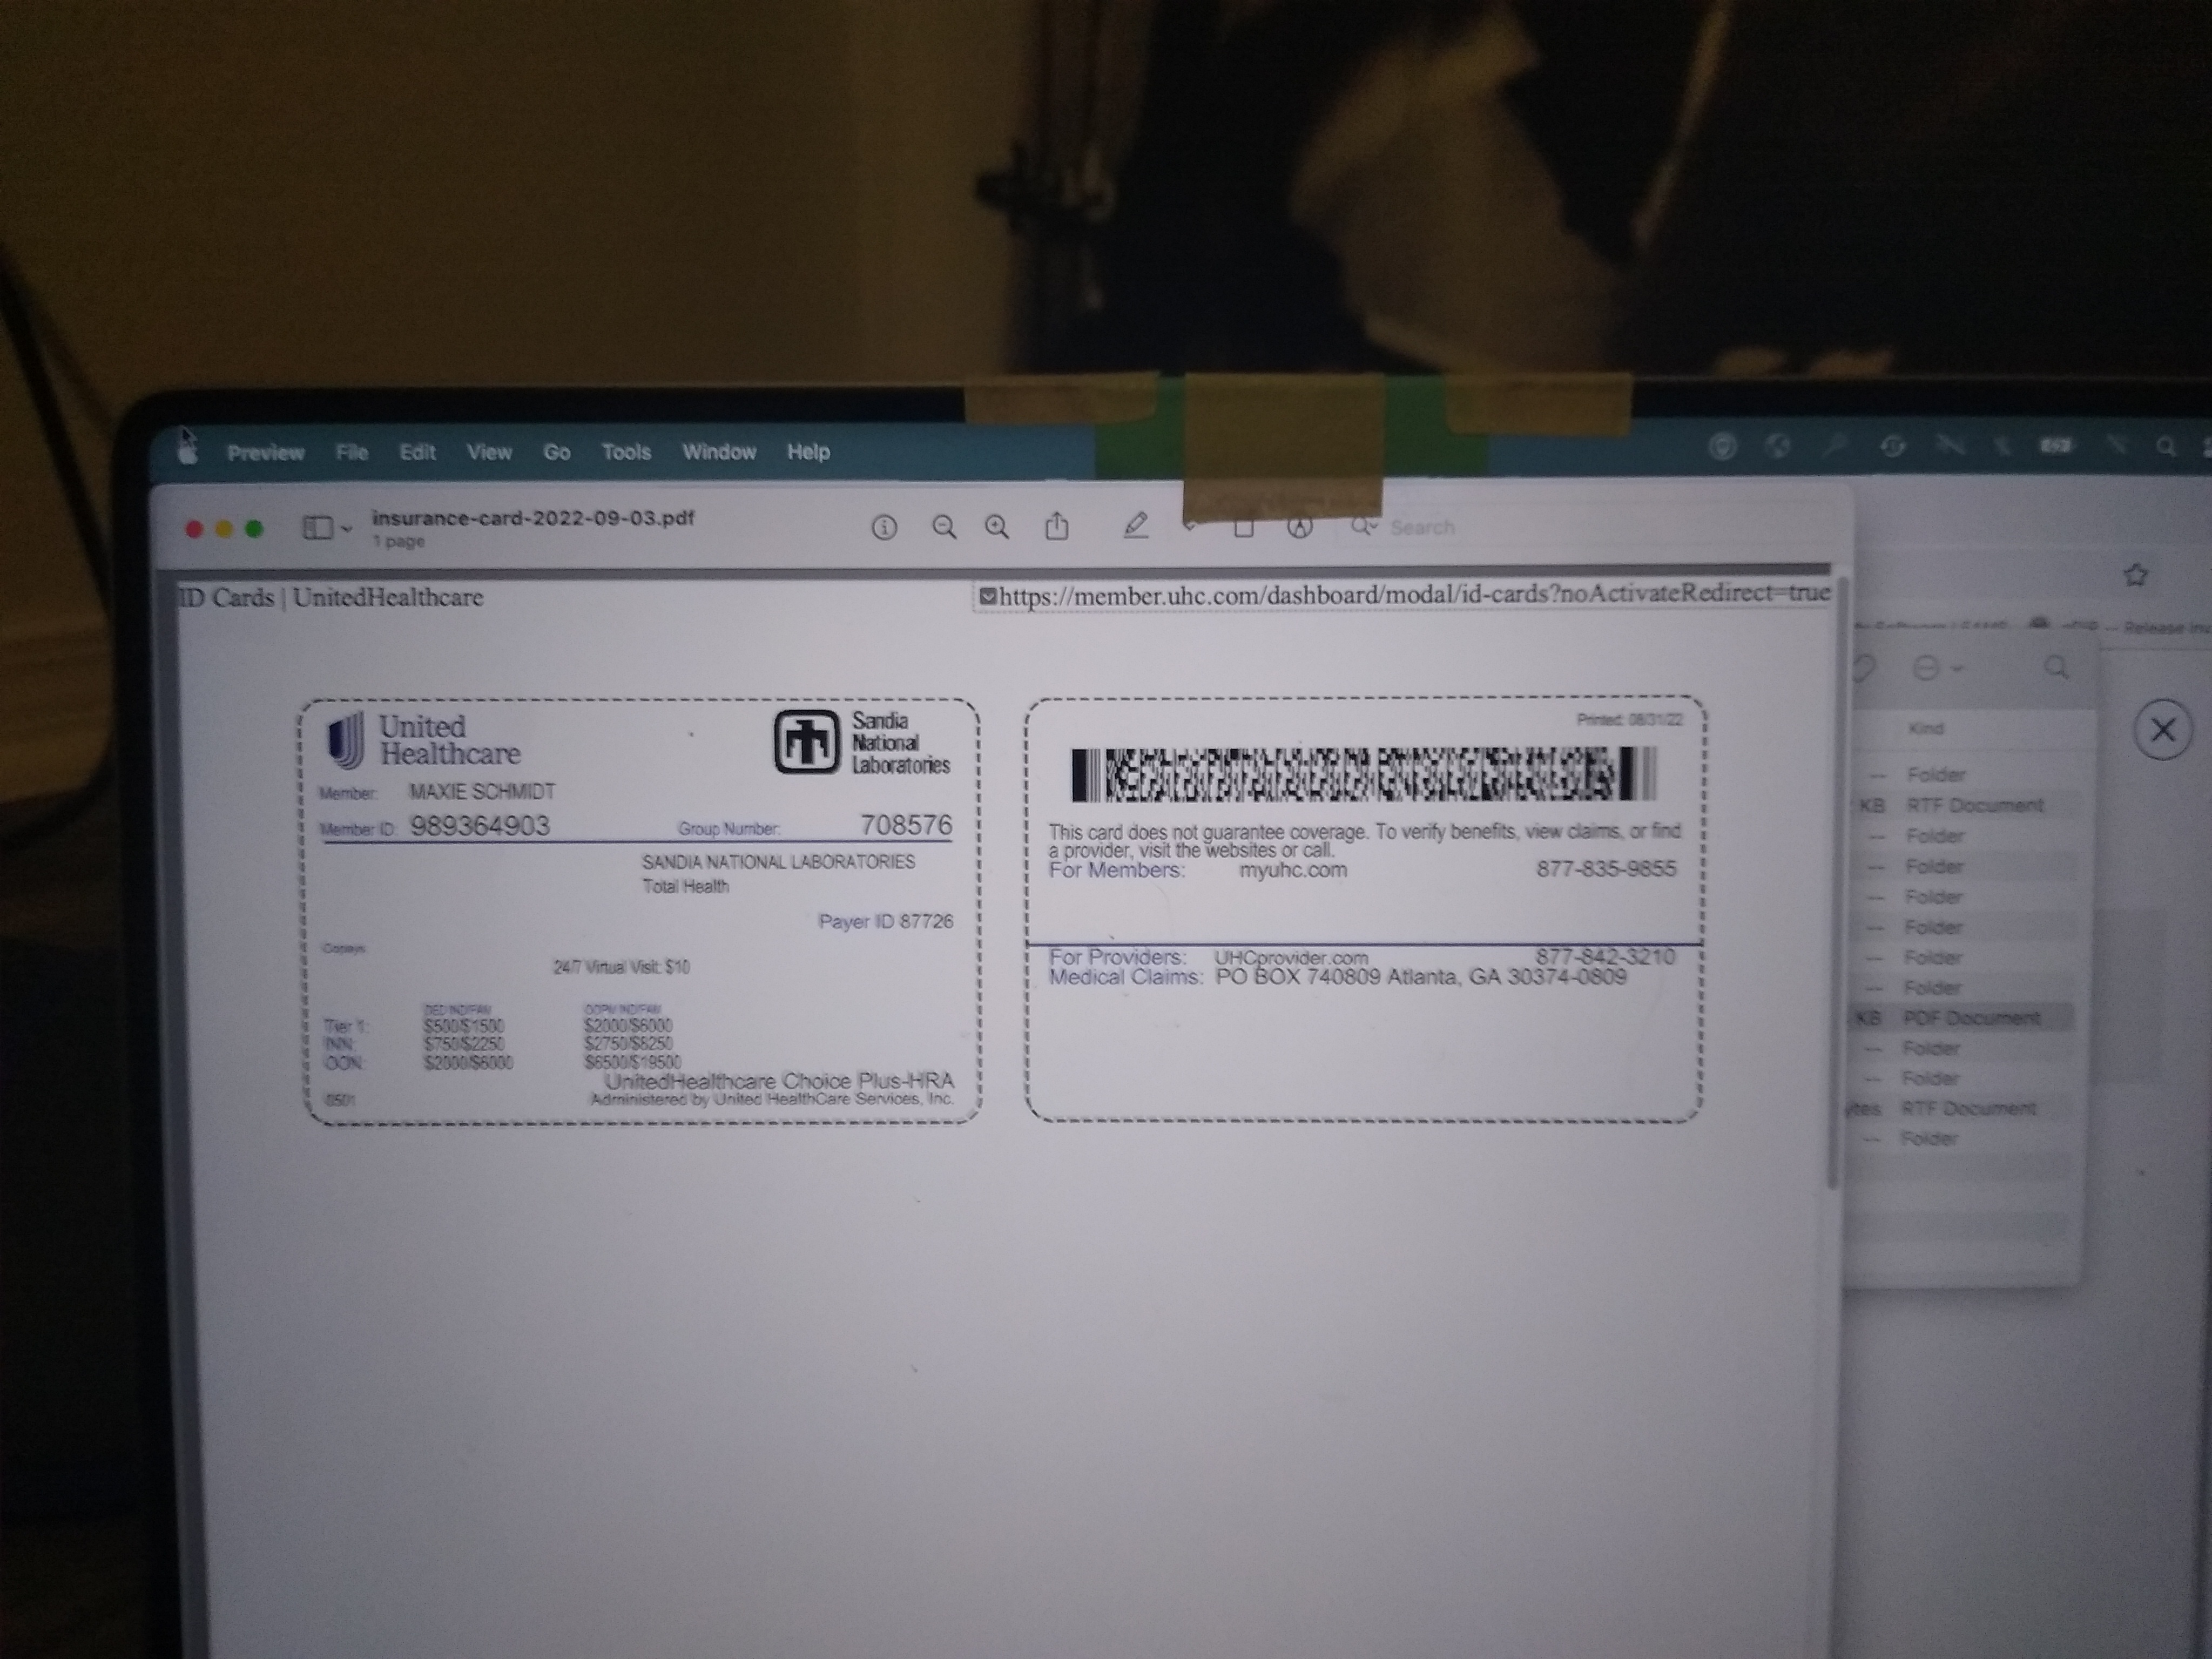 Preview File Edit View Go Tools Window Help
insurance-card-2022-09-03.pdf
1 page
Search
ID Cards | UnitedHealthcare
https://member.uhc.com/dashboard/modal/id-cards?noActivateRedirect=true
United
Healthcare
Sandia
National
Laboratories
Member: MAXIE SCHMIDT
Member ID: 989364903 Group Number: 708576
SANDIA NATIONAL LABORATORIES
Total Health
Payer ID 87726
Copays:
24/7 Virtual Visit: $10
DED IND/FAM OOPM IND/FAM
Tier 1: $500/$1500 $2000/$6000
INN: $750/$2250 $2750/$8250
OON: $2000/$6000 $6500/$19500
UnitedHealthcare Choice Plus-HRA
0501 Administered by United HealthCare Services, Inc.
Printed: 08/31/22
This card does not guarantee coverage. To verify benefits, view claims, or find
a provider, visit the websites or call.
For Members: myuhc.com 877-835-9855
For Providers: UHCprovider.com 877-842-3210
Medical Claims: PO BOX 740809 Atlanta, GA 30374-0809
Release
Kind
-- Folder
KB RTF Document
-- Folder
-- Folder
-- Folder
-- Folder
-- Folder
-- Folder
KB PDF Document
-- Folder
-- Folder
RTF Document
-- Folder